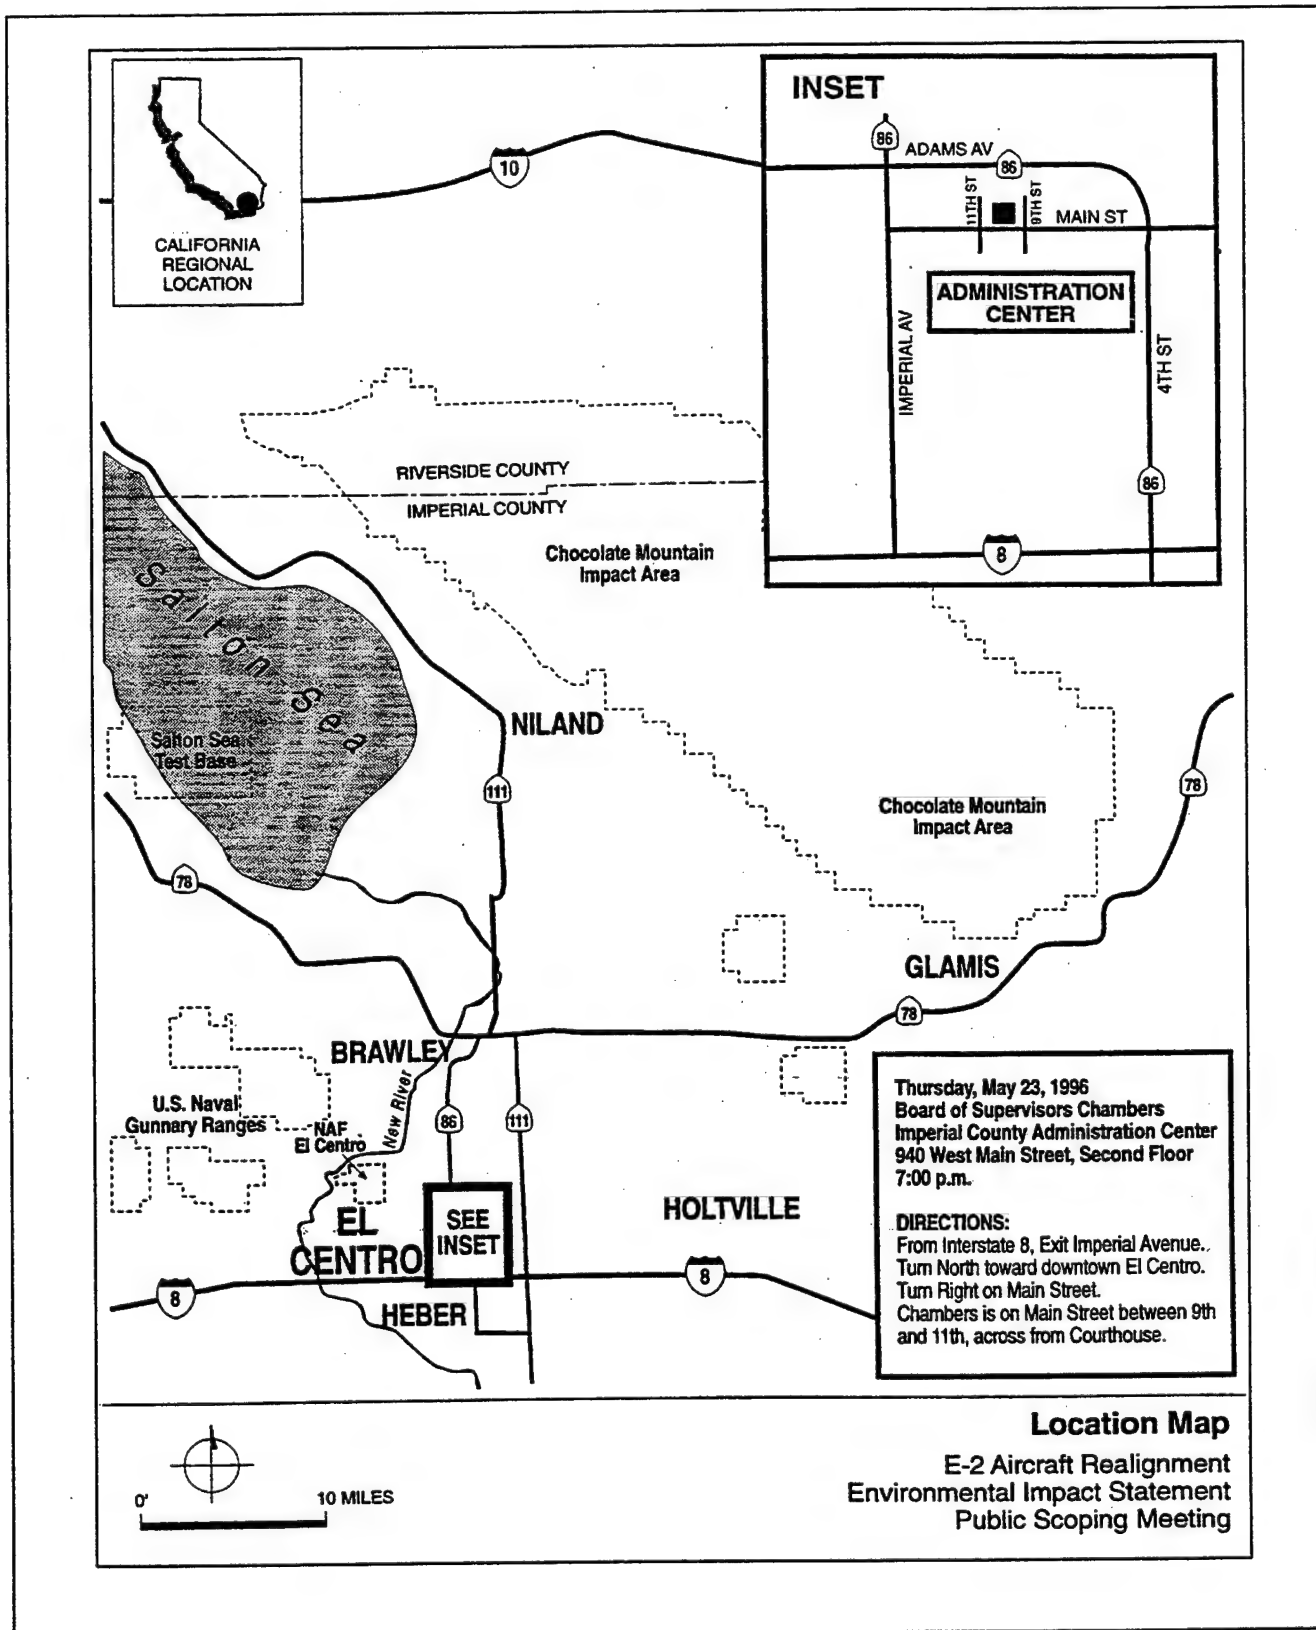 CALIFORNIA
REGIONAL
LOCATION
10
INSET
86
ADAMS AV
86
11TH ST
9TH ST
MAIN ST
ADMINISTRATION
CENTER
IMPERIAL AV
4TH ST
86
8
RIVERSIDE COUNTY
IMPERIAL COUNTY
Chocolate Mountain
Impact Area
Salton Sea
Salton Sea
Test Base
NILAND
111
78
Chocolate Mountain
Impact Area
78
GLAMIS
78
BRAWLEY
New River
U.S. Naval
Gunnary Ranges
NAF
El Centro
86
111
SEE
INSET
EL
CENTRO
HOLTVILLE
8
8
HEBER
Thursday, May 23, 1996
Board of Supervisors Chambers
Imperial County Administration Center
940 West Main Street, Second Floor
7:00 p.m.
DIRECTIONS:
From Interstate 8, Exit Imperial Avenue.
Turn North toward downtown El Centro.
Turn Right on Main Street.
Chambers is on Main Street between 9th
and 11th, across from Courthouse.
0'
10 MILES
Location Map
E-2 Aircraft Realignment
Environmental Impact Statement
Public Scoping Meeting